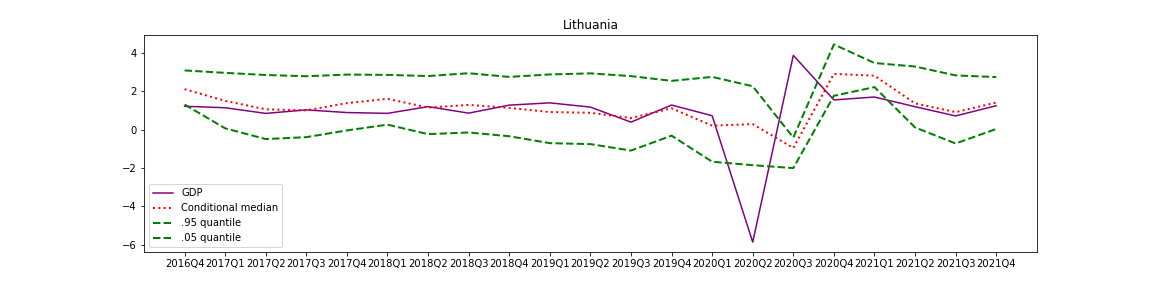 Lithuania
4
2
0
−2
−4
−6
GDP
Conditional median
.95 quantile
.05 quantile
2016Q4 2017Q1 2017Q2 2017Q3 2017Q4 2018Q1 2018Q2 2018Q3 2018Q4 2019Q1 2019Q2 2019Q3 2019Q4 2020Q1 2020Q2 2020Q3 2020Q4 2021Q1 2021Q2 2021Q3 2021Q4